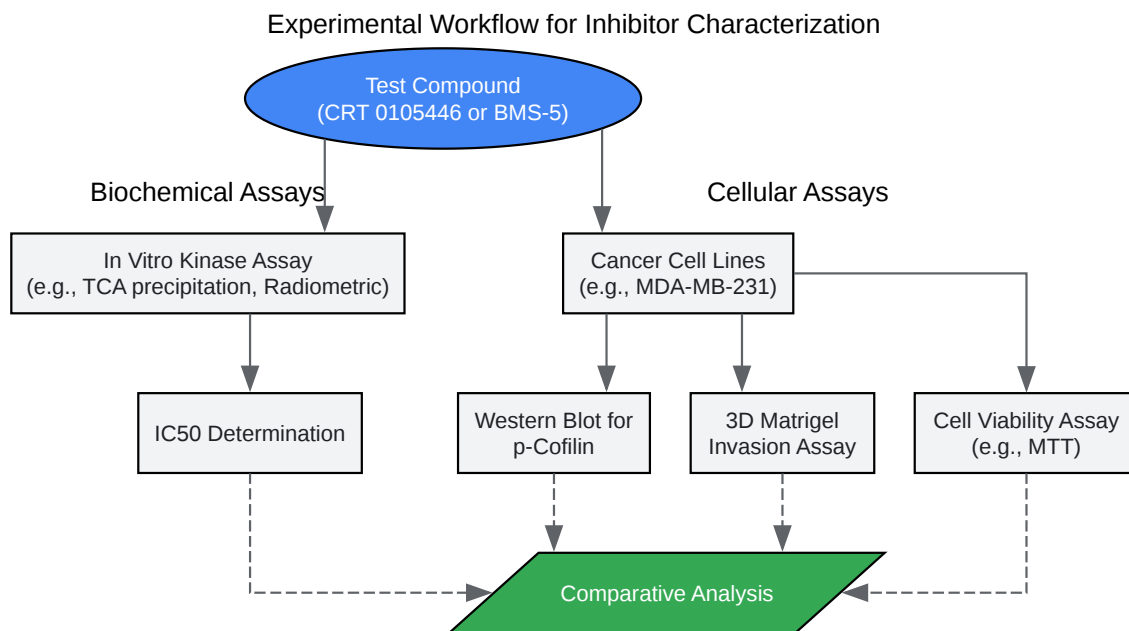 Experimental Workflow for Inhibitor Characterization
Test Compound
(CRT 0105446 or BMS-5)
Biochemical Assays
Cellular Assays
In Vitro Kinase Assay
(e.g., TCA precipitation, Radiometric)
Cancer Cell Lines
(e.g., MDA-MB-231)
IC50 Determination
Western Blot for
p-Cofilin
3D Matrigel
Invasion Assay
Cell Viability Assay
(e.g., MTT)
Comparative Analysis